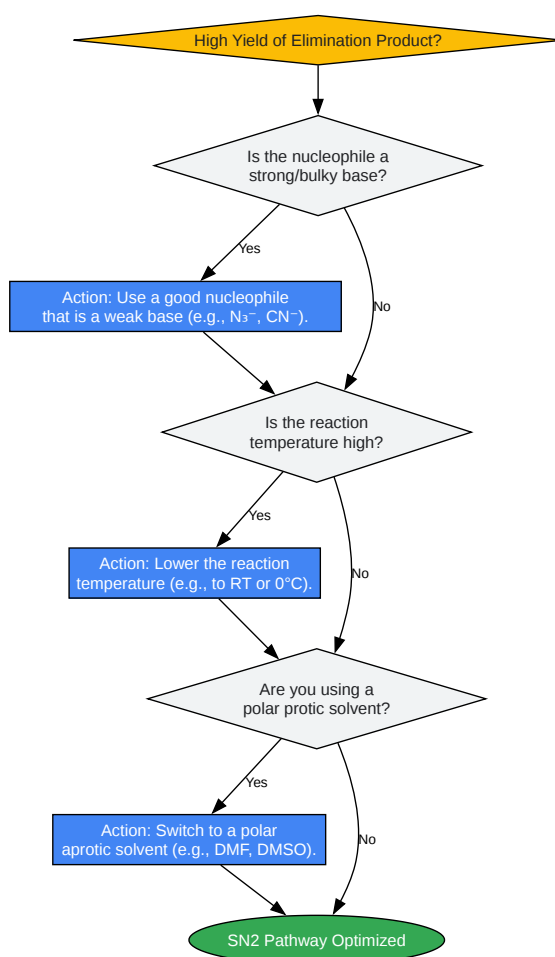 High Yield of Elimination Product?
Is the nucleophile a
strong/bulky base?
Yes
No
Action: Use a good nucleophile
that is a weak base (e.g., N₃⁻, CN⁻).
Is the reaction
temperature high?
Yes
No
Action: Lower the reaction
temperature (e.g., to RT or 0°C).
Are you using a
polar protic solvent?
Yes
No
Action: Switch to a polar
aprotic solvent (e.g., DMF, DMSO).
SN2 Pathway Optimized